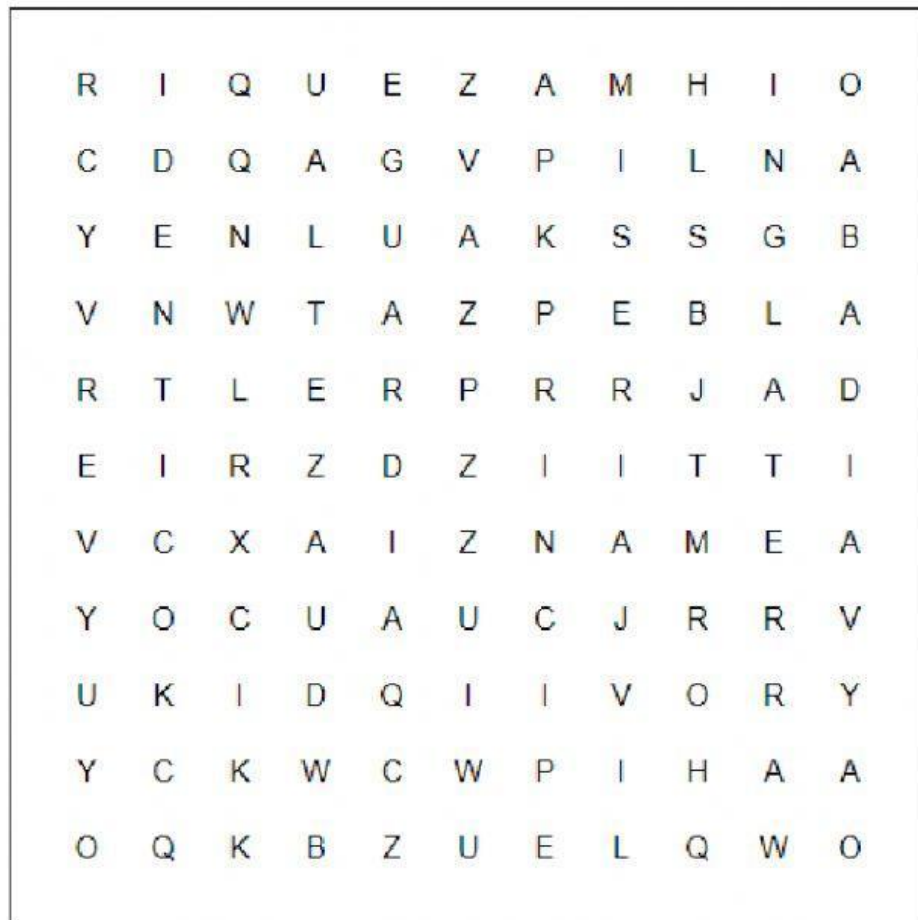 R I Q U E Z A M H I O
C D Q A G V P I L N A
Y E N L U A K S S G B
V N W T A Z P E B L A
R T L E R P R R J A D
E I R Z D Z I I T T I
V C X A I Z N A M E A
Y O C U A U C J R R V
U K I D Q I I V O R Y
Y C K W C W P I H A A
O Q K B Z U E L Q W O